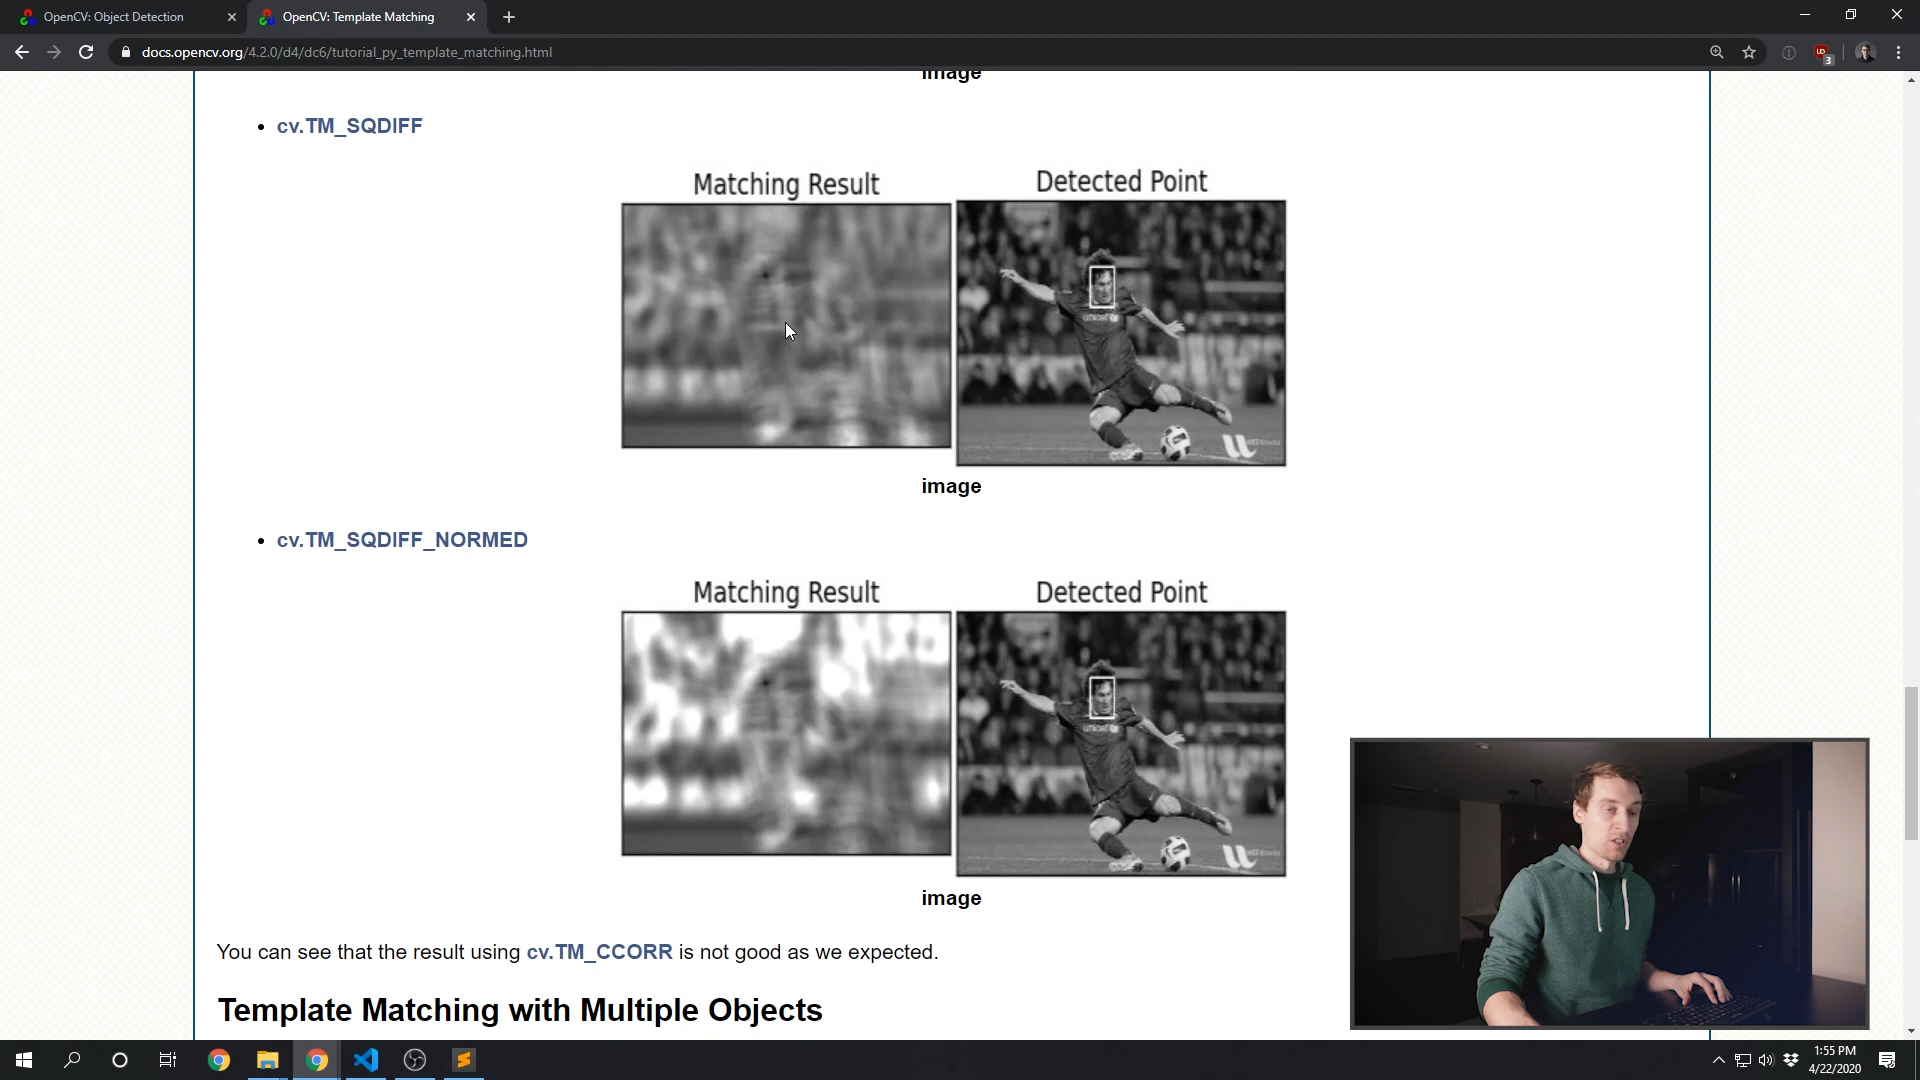 OpenCV: Object Detection
OpenCV: Template Matching
docs.opencv.org/4.2.0/d4/dc6/tutorial_py_template_matching.html
3
image
cv.TM_SQDIFF
Matching Result
Detected Point
unicef
image
cv.TM_SQDIFF_NORMED
Matching Result
Detected Point
unicef
image
You can see that the result using cv.TM_CCORR is not good as we expected.
Template Matching with Multiple Objects
1:55 PM
4/22/2020